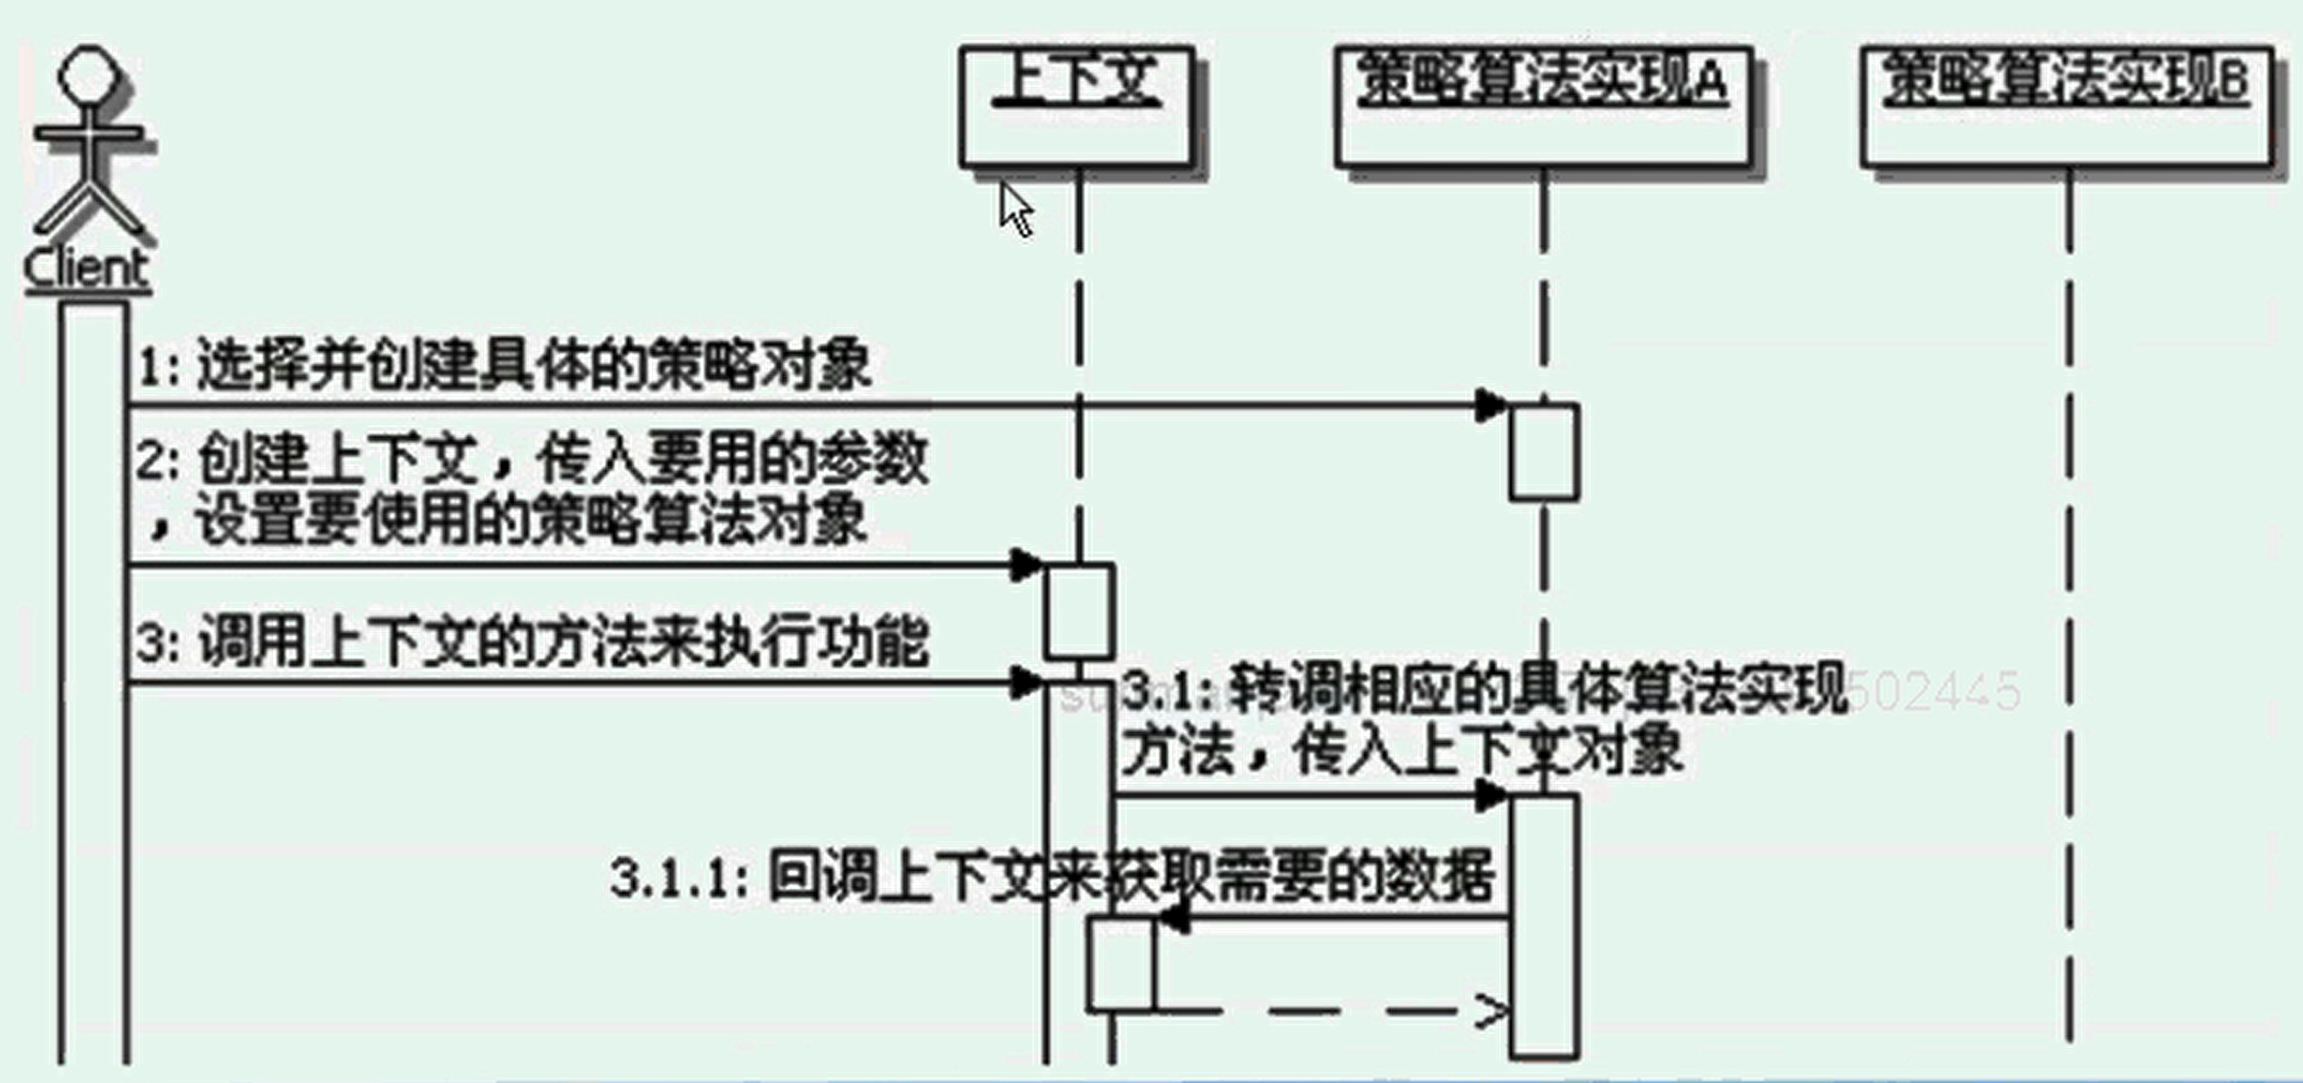 上下文
策略算法实现A
策略算法实现B
Client
1: 选择并创建具体的策略对象
2: 创建上下文，传入要用的参数
，设置要使用的策略算法对象
3: 调用上下文的方法来执行功能
3.1: 转调相应的具体算法实现
502445
方法，传入上下文对象
3.1.1: 回调上下文来获取需要的数据